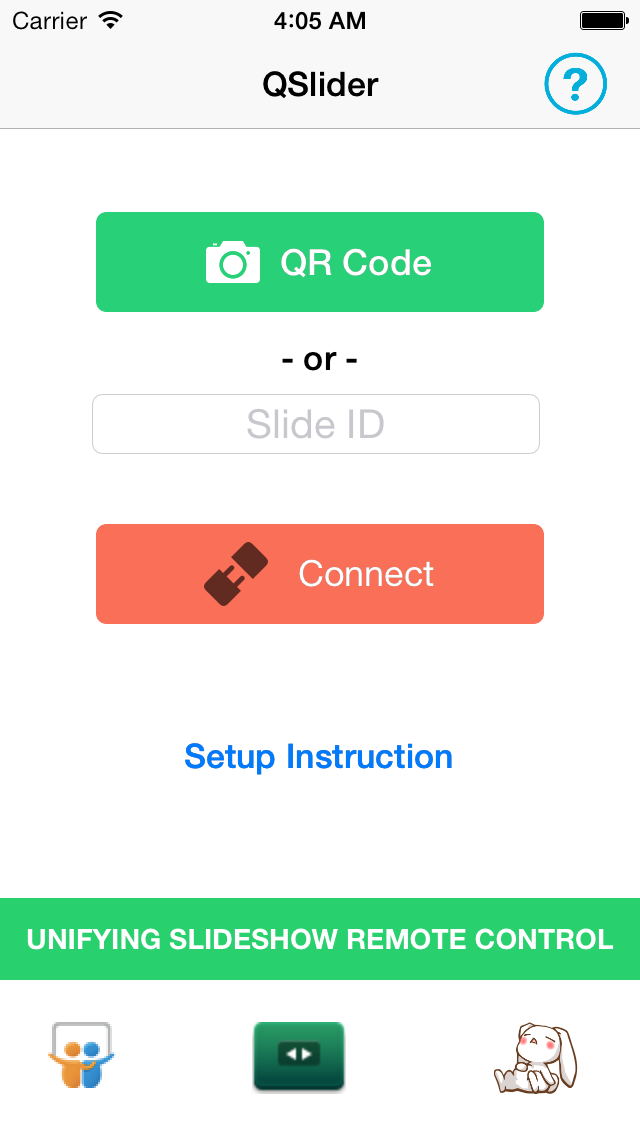 Carrier 4:05 AM
QSlider ?
QR Code
- or -
Slide ID
Connect
Setup Instruction
UNIFYING SLIDESHOW REMOTE CONTROL